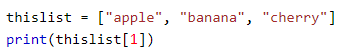 thislist = ["apple", "banana", "cherry"]
print(thislist[1])